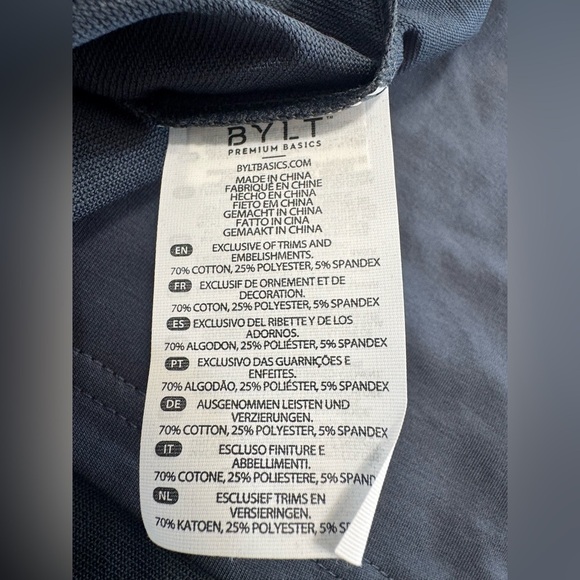 BYLT™
PREMIUM BASICS
BYLTBASICS.COM
MADE IN CHINA
FABRIQUÉ EN CHINE
HECHO EN CHINA
FIETO EM CHINA
GEMACHT IN CHINA
FATTO IN CINA
GEMAAKT IN CHINA
EN EXCLUSIVE OF TRIMS AND
EMBELISHMENTS.
70% COTTON, 25% POLYESTER, 5% SPANDEX
FR EXCLUSIF DE ORNEMENT ET DE
DECORATION.
70% COTON, 25% POLYESTER, 5% SPANDEX
ES EXCLUSIVO DEL RIBETTE Y DE LOS
ADORNOS.
70% ALGODON, 25% POLIÉSTER, 5% SPANDEX
PT EXCLUSIVO DAS GUARNIÇÕES E
ENFEITES.
70% ALGODÃO, 25% POLIÉSTER, 5% SPANDEX
DE AUSGENOMMEN LEISTEN UND
VERZIERUNGEN.
70% COTTON, 25% POLYESTER, 5% SPANDEX
IT ESCLUSO FINITURE E
ABBELLIMENTI.
70% COTONE, 25% POLIESTERE, 5% SPAND
NL ESCLUSIEF TRIMS EN
VERSIERINGEN.
70% KATOEN, 25% POLYESTER, 5%